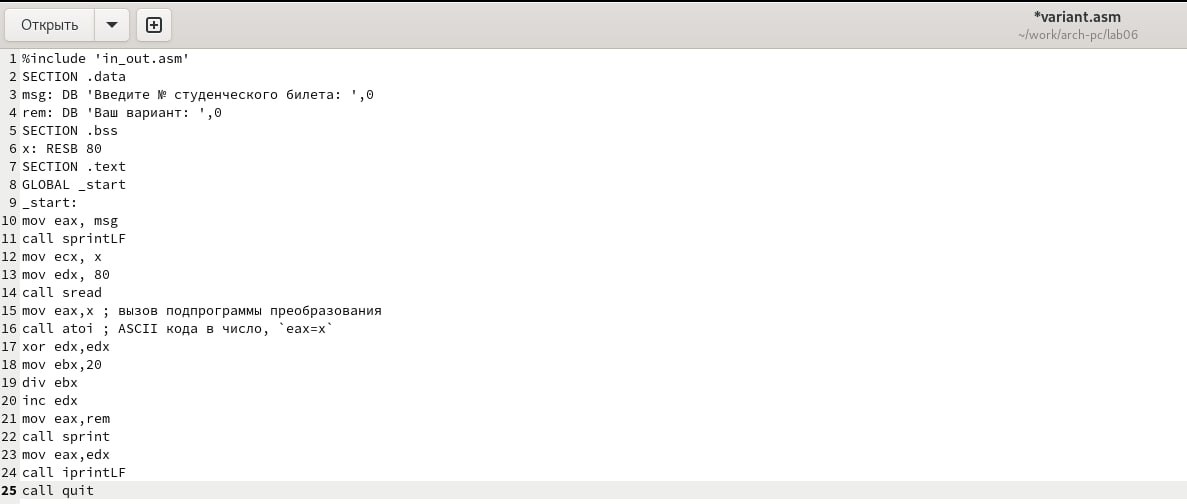 Открыть
*variant.asm
~/work/arch-pc/lab06
1 %include 'in_out.asm'
2 SECTION .data
3 msg: DB 'Введите № студенческого билета: ',0
4 rem: DB 'Ваш вариант: ',0
5 SECTION .bss
6 x: RESB 80
7 SECTION .text
8 GLOBAL _start
9 _start:
10 mov eax, msg
11 call sprintLF
12 mov ecx, x
13 mov edx, 80
14 call sread
15 mov eax,x ; вызов подпрограммы преобразования
16 call atoi ; ASCII кода в число, `eax=x`
17 xor edx,edx
18 mov ebx,20
19 div ebx
20 inc edx
21 mov eax,rem
22 call sprint
23 mov eax,edx
24 call iprintLF
25 call quit